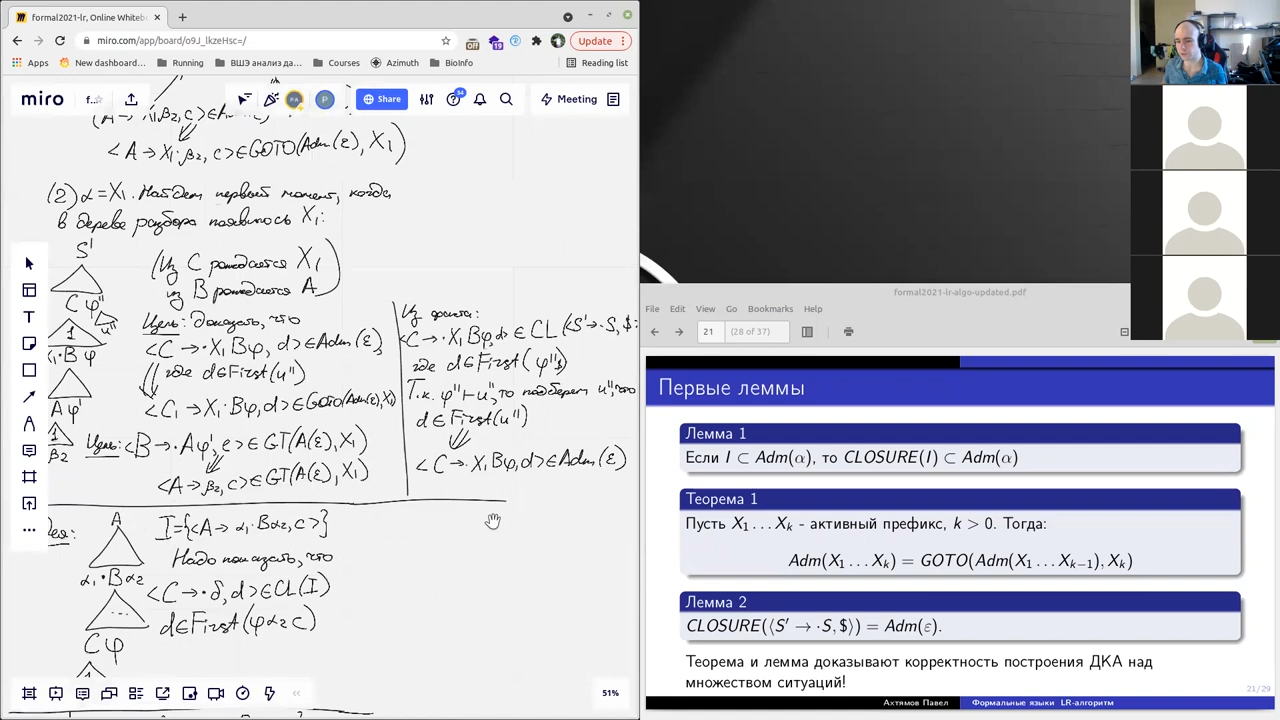 formal2021-lr, Online Whiteb
miro.com/app/board/o9J_lkzeHsc=/
Update
Apps
New dashboard...
Running
ВШЭ анализ да...
Courses
Azimuth
BioInfo
Reading list
miro
f...
PA
P
Share
54
Meeting
<A → X₁·β₂, c> ∈ GOTO(Adm(ε), X₁)
(2) α = X₁. Найдем первый момент, когда
в дереве разбора появилось X₁:
S'
(Из C рождается X₁
из B рождается A)
C φ''
X₁·B φ
A φ'
β₂
Цель: доказать, что
<C → ·X₁Bφ, d> ∈ Adm(ε)
где d ∈ First(u'')
<C₁ → X₁·Bφ, d> ∈ GOTO(Adm(ε), X₁)
Цель: <B → ·Aφ', e> ∈ GT(A(ε), X₁)
<A → β₂, c> ∈ GT(A(ε), X₁)
<C → ·X₁Bφ, d> ∈ CL(<S' → ·S, $
где d ∈ First(φ''$)
Т.к. φ'' ⊢ u'', то подберем u'', что
d ∈ First(u'')
<C → ·X₁Bφ, d> ∈ Adm(ε)
A
I = {<A → α₁·Bα₂, c>}
Надо показать, что
α₁·B α₂
<C → ·δ, d> ∈ CL(I)
...
d ∈ First(φα₂c)
C φ
51%
formal2021-lr-algo-updated.pdf
File Edit View Go Bookmarks Help
21 (28 of 37)
Первые леммы
Лемма 1
Если I ⊂ Adm(α), то CLOSURE(I) ⊂ Adm(α)
Теорема 1
Пусть X₁ . . . Xₖ - активный префикс, k > 0. Тогда:
Adm(X₁ . . . Xₖ) = GOTO(Adm(X₁ . . . Xₖ₋₁), Xₖ)
Лемма 2
CLOSURE(⟨S′ → ·S, $⟩) = Adm(ε).
Теорема и лемма доказывают корректность построения ДКА над
множеством ситуаций!
21/29
Ахтямов Павел
Формальные языки LR-алгоритм